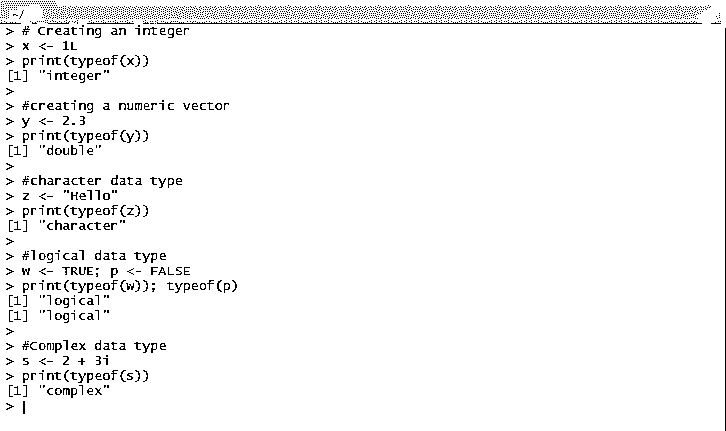 ~/
> # Creating an integer
> x <- 1L
> print(typeof(x))
[1] "integer"
>
> #creating a numeric vector
> y <- 2.3
> print(typeof(y))
[1] "double"
>
> #character data type
> z <- "Hello"
> print(typeof(z))
[1] "character"
>
> #logical data type
> w <- TRUE; p <- FALSE
> print(typeof(w)); typeof(p)
[1] "logical"
[1] "logical"
>
> #Complex data type
> s <- 2 + 3i
> print(typeof(s))
[1] "complex"
>